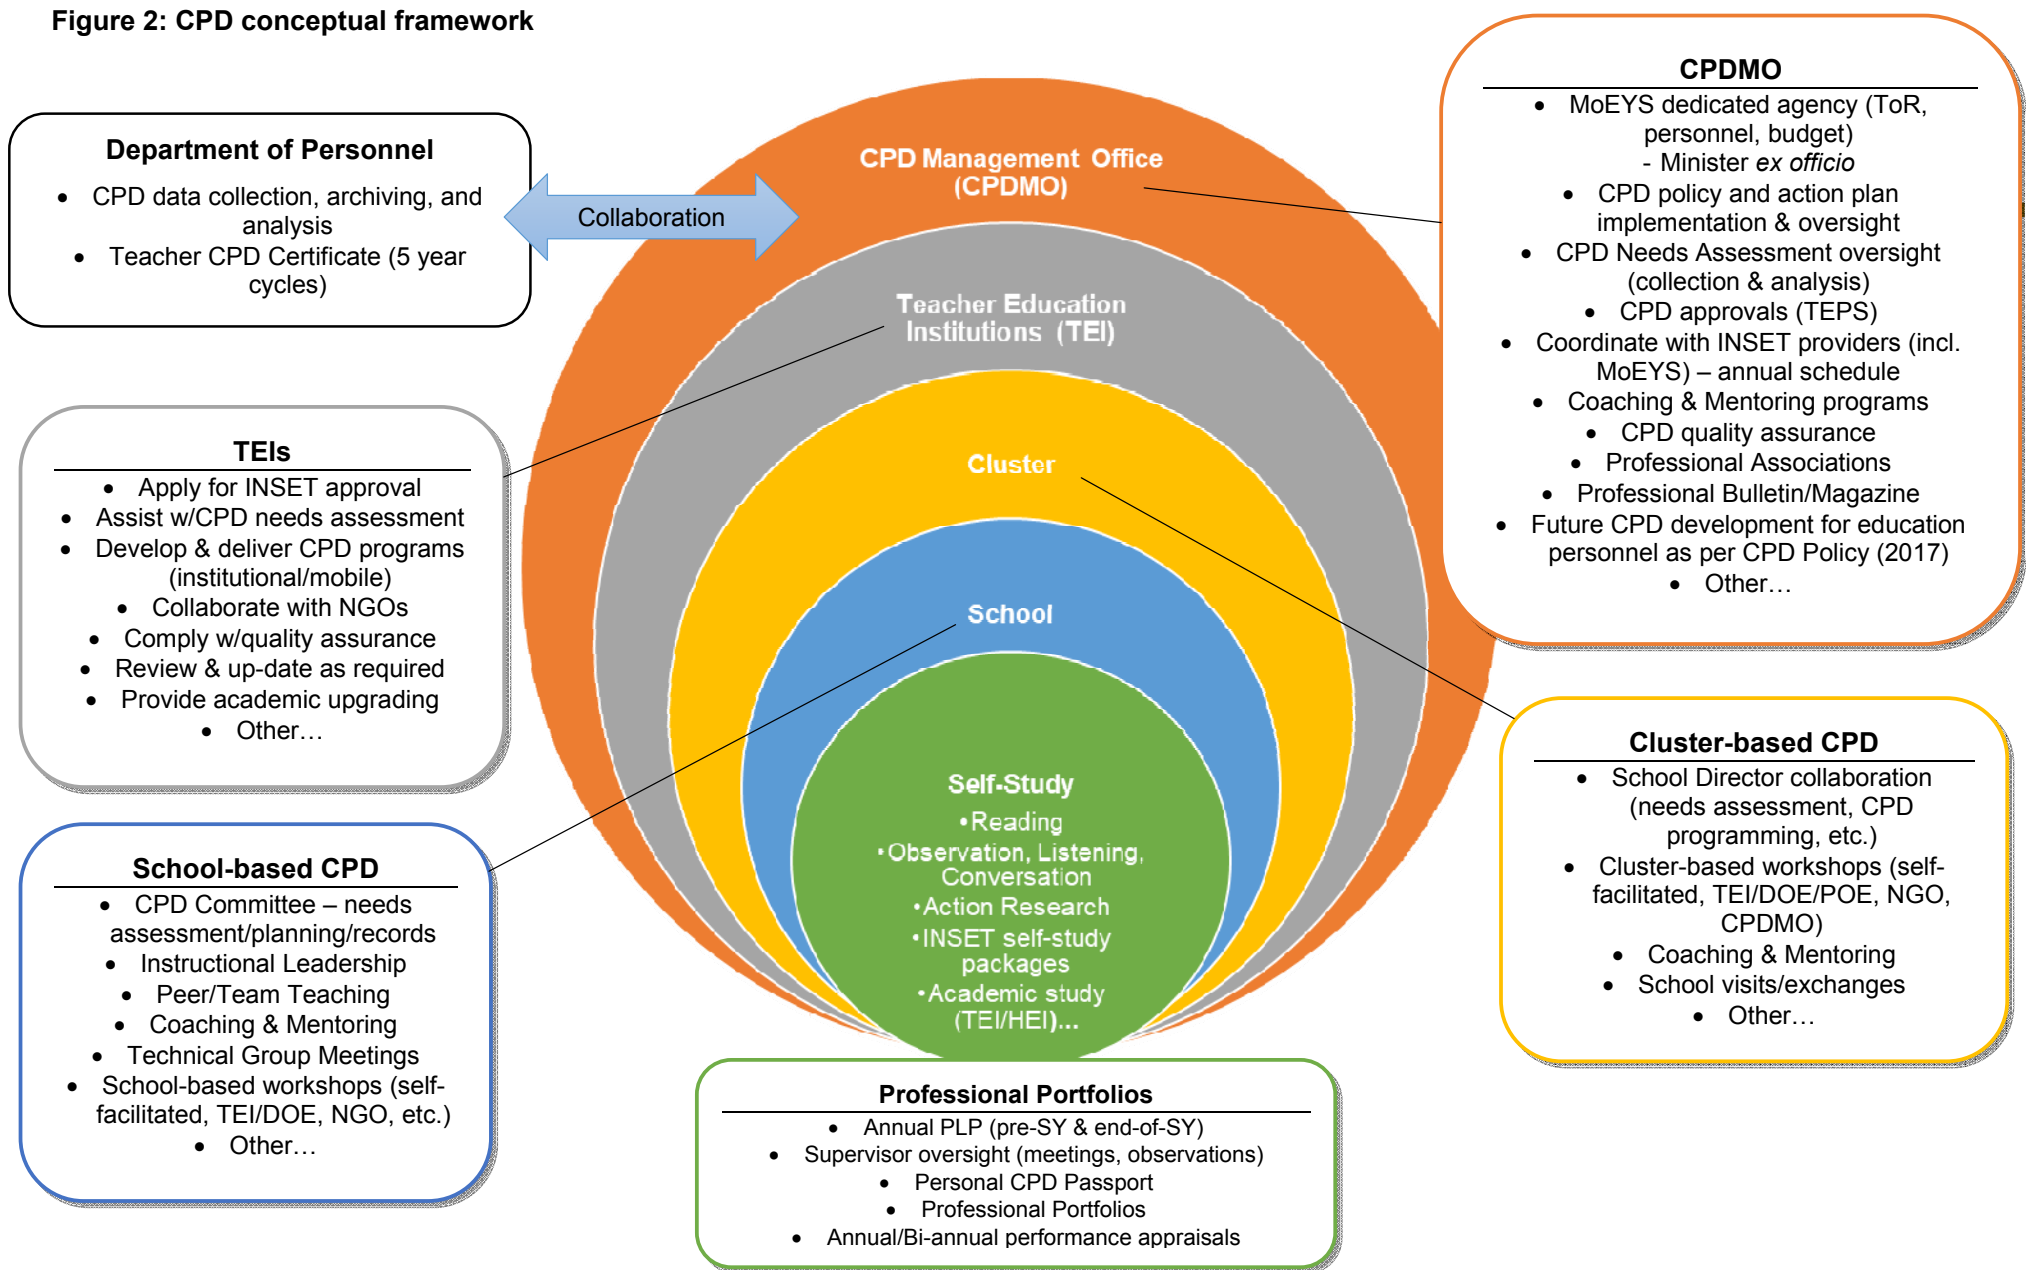 Figure 2: CPD conceptual framework
Department of Personnel
• CPD data collection, archiving, and
analysis
• Teacher CPD Certificate (5 year
cycles)
Collaboration
CPD Management Office
(CPDMO)
Teacher Education
Institutions (TEI)
Cluster
School
Self-Study
•Reading
•Observation, Listening,
Conversation
•Action Research
•INSET self-study
packages
•Academic study
(TEI/HEI)...
CPDMO
• MoEYS dedicated agency (ToR,
personnel, budget)
- Minister ex officio
• CPD policy and action plan
implementation & oversight
• CPD Needs Assessment oversight
(collection & analysis)
• CPD approvals (TEPS)
• Coordinate with INSET providers (incl.
MoEYS) – annual schedule
• Coaching & Mentoring programs
• CPD quality assurance
• Professional Associations
• Professional Bulletin/Magazine
• Future CPD development for education
personnel as per CPD Policy (2017)
• Other…
TEIs
• Apply for INSET approval
• Assist w/CPD needs assessment
• Develop & deliver CPD programs
(institutional/mobile)
• Collaborate with NGOs
• Comply w/quality assurance
• Review & up-date as required
• Provide academic upgrading
• Other…
Cluster-based CPD
• School Director collaboration
(needs assessment, CPD
programming, etc.)
• Cluster-based workshops (self-
facilitated, TEI/DOE/POE, NGO,
CPDMO)
• Coaching & Mentoring
• School visits/exchanges
• Other…
School-based CPD
• CPD Committee – needs
assessment/planning/records
• Instructional Leadership
• Peer/Team Teaching
• Coaching & Mentoring
• Technical Group Meetings
• School-based workshops (self-
facilitated, TEI/DOE, NGO, etc.)
• Other…
Professional Portfolios
• Annual PLP (pre-SY & end-of-SY)
• Supervisor oversight (meetings, observations)
• Personal CPD Passport
• Professional Portfolios
• Annual/Bi-annual performance appraisals